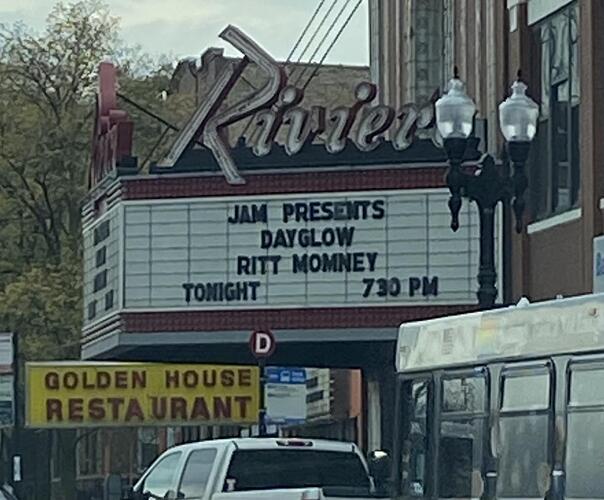 Riviera
JAM PRESENTS
DAYGLOW
RITT MOMNEY
TONIGHT 730 PM
D
GOLDEN HOUSE
RESTAURANT